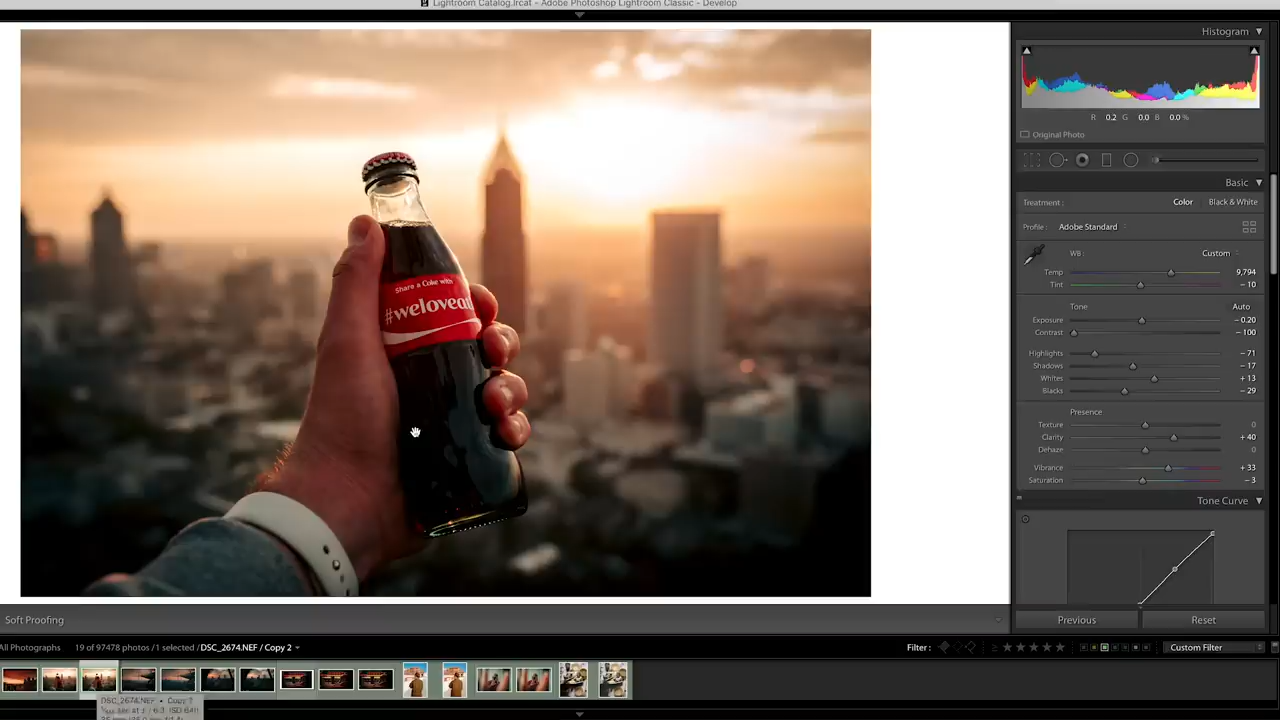 Lightroom Catalog.lrcat - Adobe Photoshop Lightroom Classic - Develop
Histogram
R 0.2 G 0.0 B 0.0 %
Original Photo
Basic
Treatment : Color Black & White
Profile : Adobe Standard
WB : Custom
Temp 9,794
Tint – 10
Tone Auto
Exposure – 0.20
Contrast – 100
Highlights – 71
Shadows – 17
Whites + 13
Blacks – 29
Presence
Texture 0
Clarity + 40
Dehaze 0
Vibrance + 33
Saturation – 3
Tone Curve
Share a Coke with
Soft Proofing
Previous Reset
All Photographs 19 of 97478 photos / 1 selected / DSC_2674.NEF / Copy 2
Filter : Custom Filter